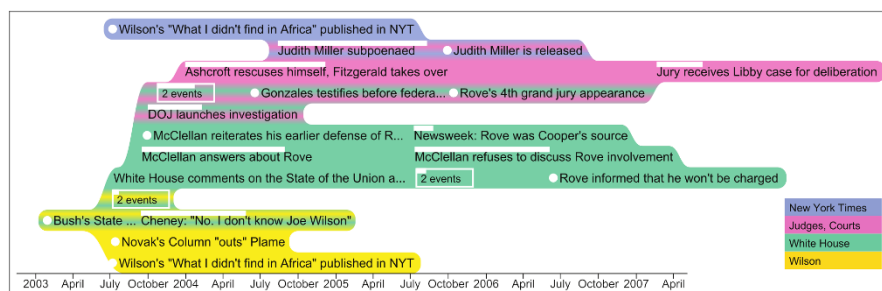 Wilson's "What I didn't find in Africa" published in NYT
Judith Miller subpoenaed Judith Miller is released
Ashcroft rescuses himself, Fitzgerald takes over Jury receives Libby case for deliberation
2 events Gonzales testifies before federa... Rove's 4th grand jury appearance
DOJ launches investigation
McClellan reiterates his earlier defense of R... Newsweek: Rove was Cooper's source
McClellan answers about Rove McClellan refuses to discuss Rove involvement
White House comments on the State of the Union a... 2 events Rove informed that he won't be charged
2 events
Bush's State ... Cheney: "No. I don't know Joe Wilson"
Novak's Column "outs" Plame
Wilson's "What I didn't find in Africa" published in NYT
New York Times
Judges, Courts
White House
Wilson
2003 April July October 2004 April July October 2005 April July October 2006 April July October 2007 April